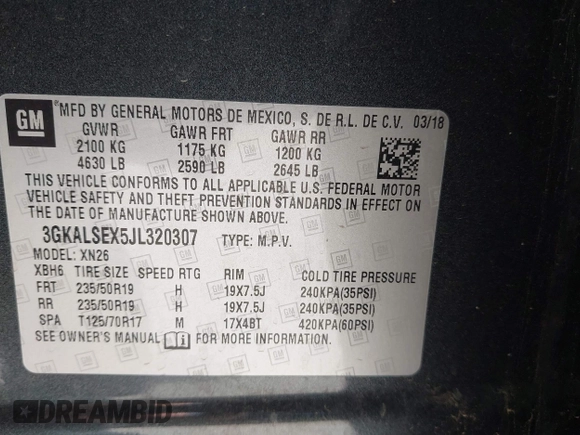 GM
MFD BY GENERAL MOTORS DE MEXICO, S. DE R.L. DE C.V. 03/18
GVWR GAWR FRT GAWR RR
2100 KG 1175 KG 1200 KG
4630 LB 2590 LB 2645 LB
THIS VEHICLE CONFORMS TO ALL APPLICABLE U.S. FEDERAL MOTOR
VEHICLE SAFETY AND THEFT PREVENTION STANDARDS IN EFFECT ON
THE DATE OF MANUFACTURE SHOWN ABOVE.
3GKALSEX5JL320307 TYPE: M.P.V.
MODEL: XN26
XBH6 TIRE SIZE SPEED RTG RIM COLD TIRE PRESSURE
FRT 235/50R19 H 19X7.5J 240KPA(35PSI)
RR 235/50R19 H 19X7.5J 240KPA(35PSI)
SPA T125/70R17 M 17X4BT 420KPA(60PSI)
SEE OWNER'S MANUAL FOR MORE INFORMATION.
DREAMBID